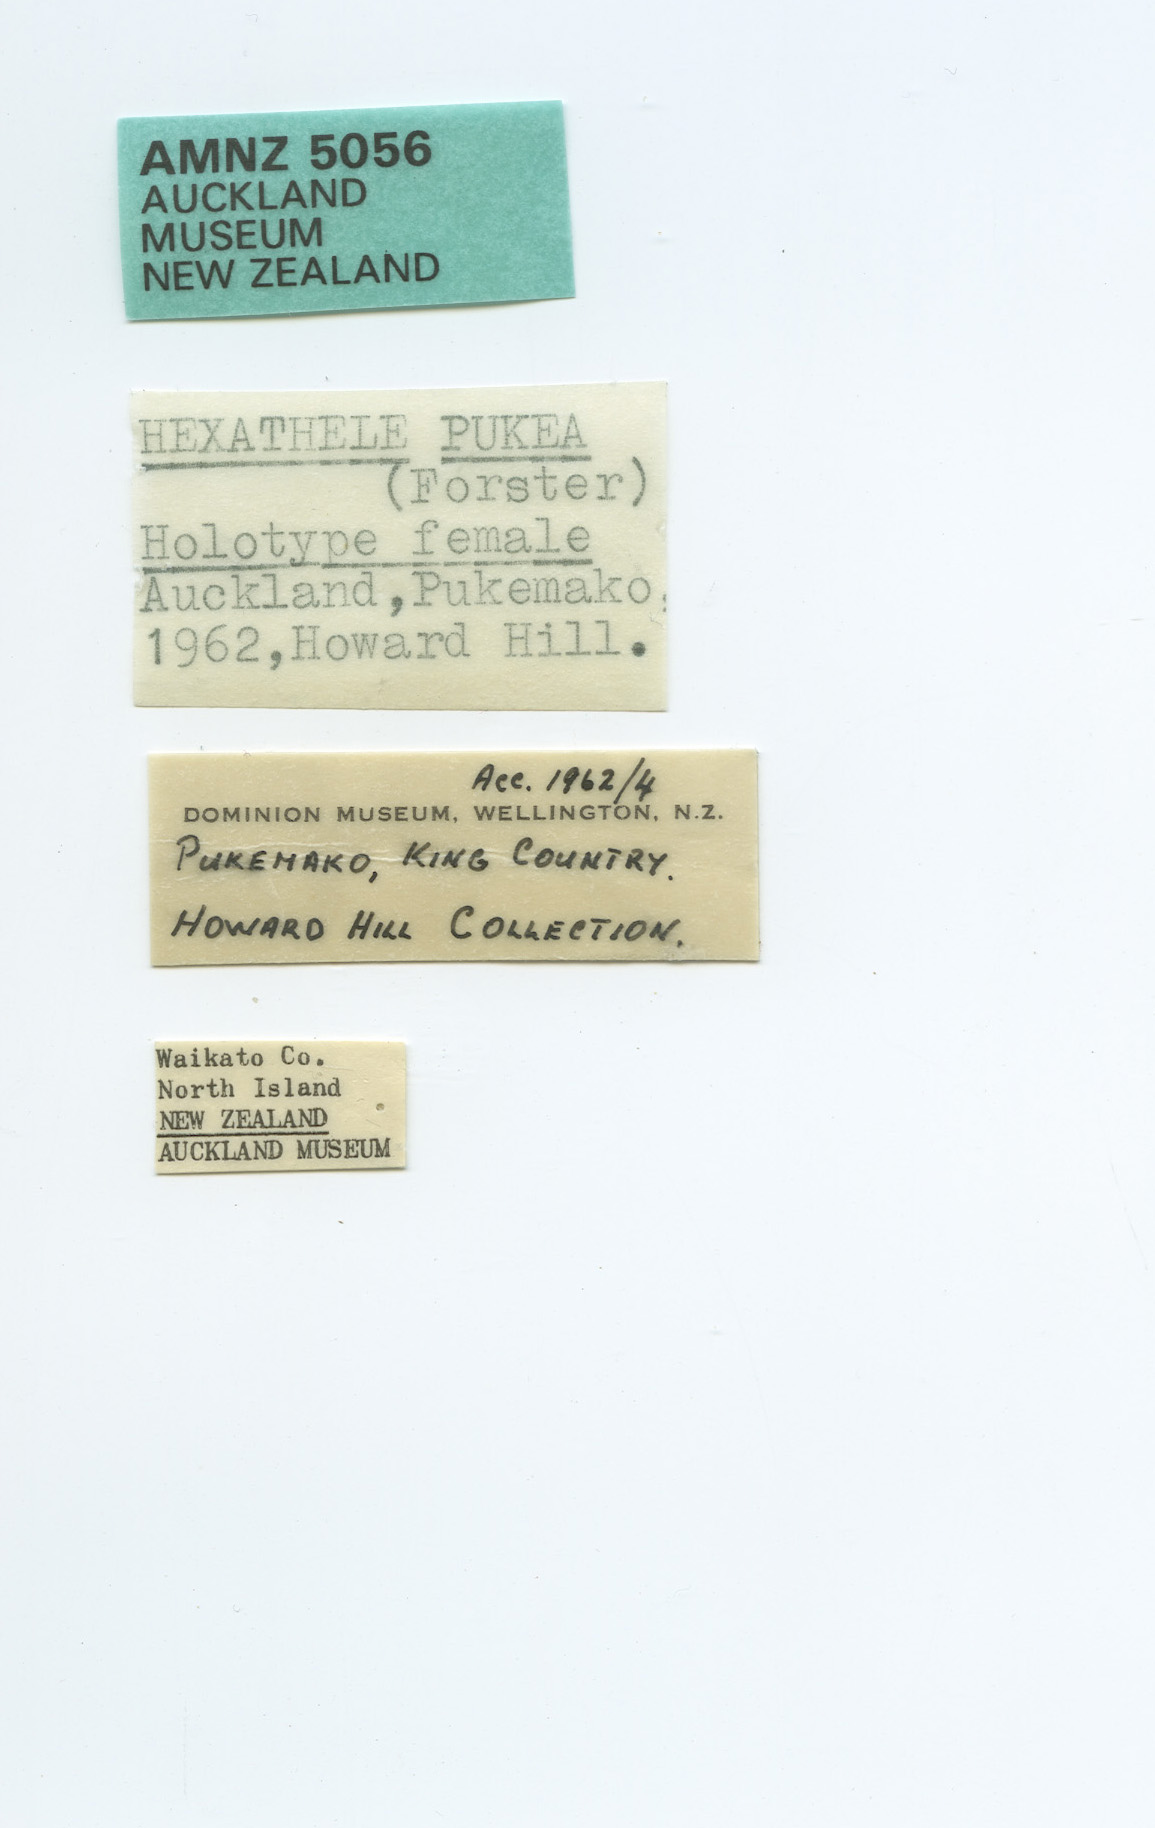 AMNZ 5056
AUCKLAND
MUSEUM
NEW ZEALAND
HEXATHELE PUKEA
(Forster)
Holotype female
Auckland,Pukemako.
1962,Howard Hill.
Acc. 1962/4
DOMINION MUSEUM, WELLINGTON, N.Z.
PUKEMAKO, KING COUNTRY.
HOWARD HILL COLLECTION.
Waikato Co.
North Island
NEW ZEALAND
AUCKLAND MUSEUM